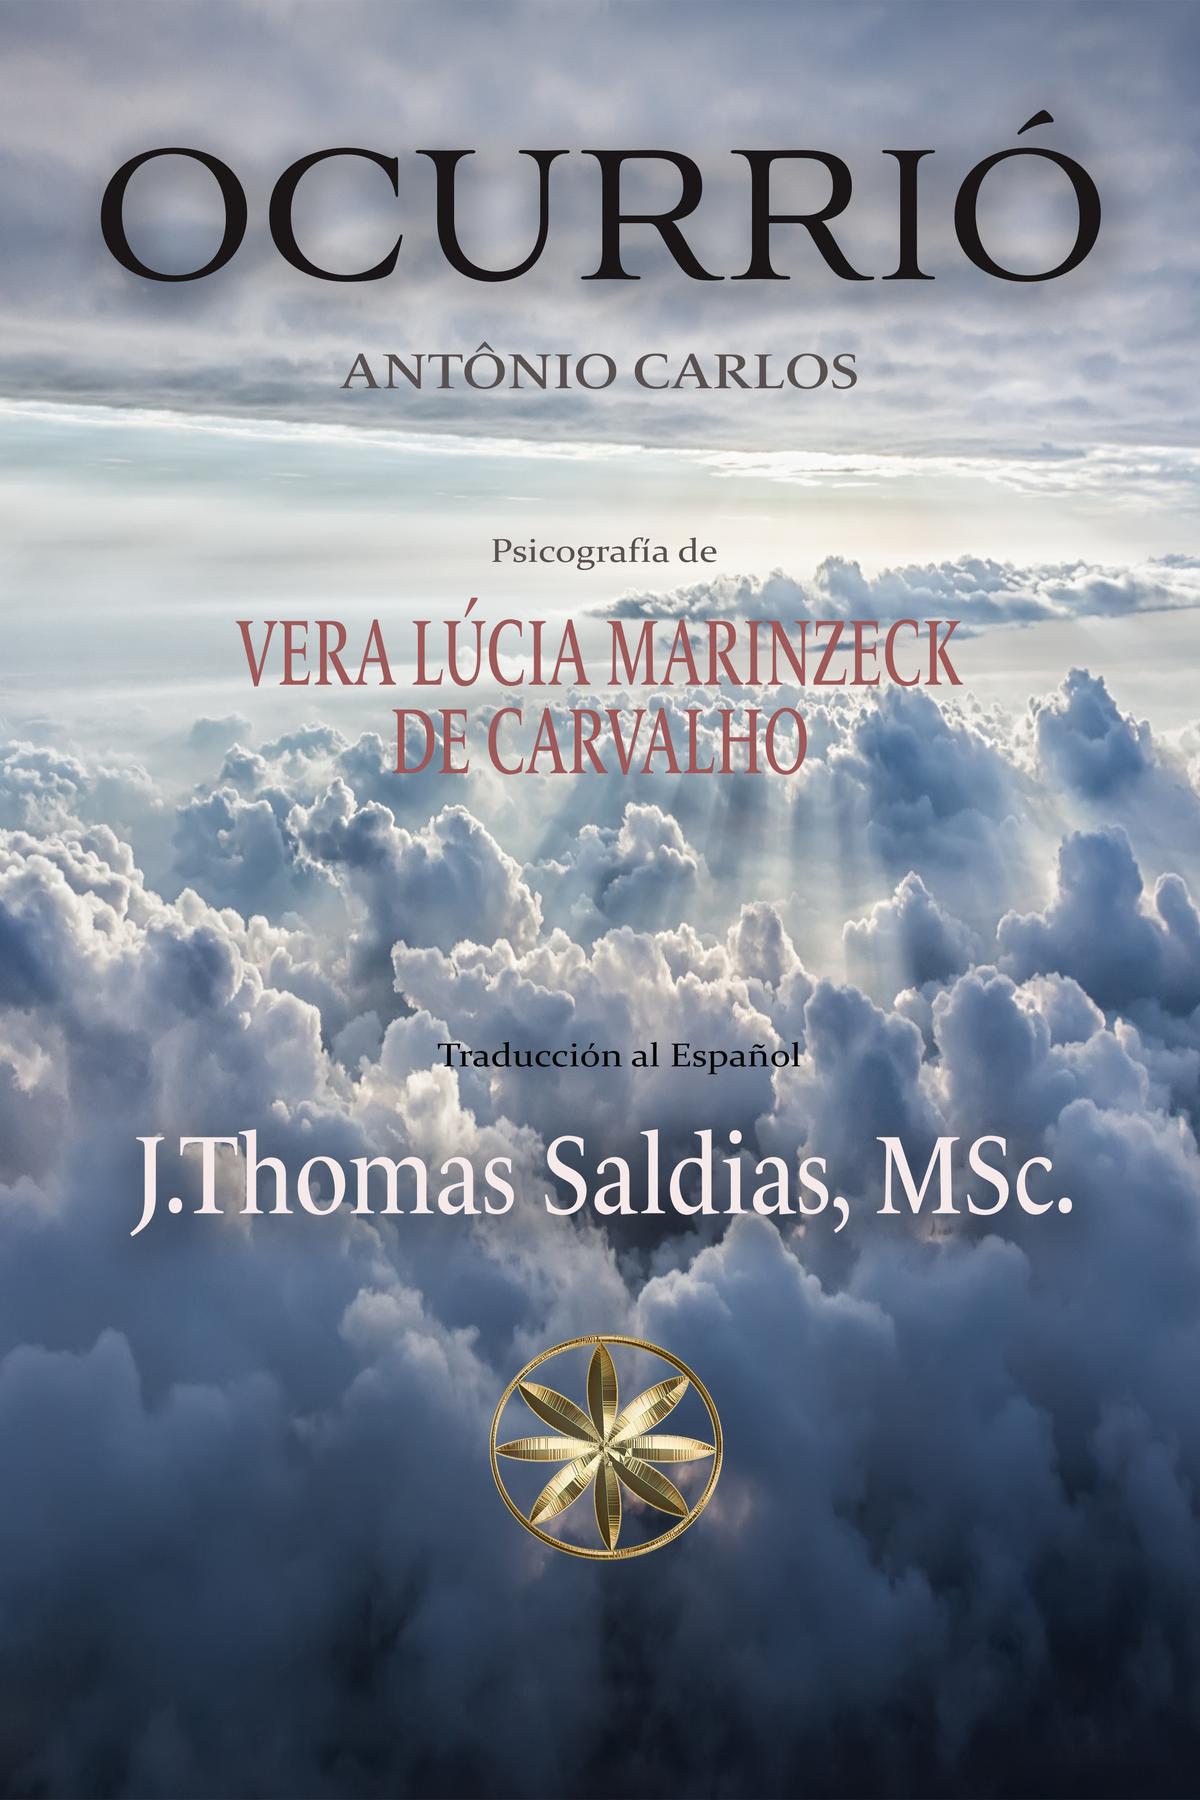 OCURRIÓ
ANTÔNIO CARLOS
Psicografía de
VERA LÚCIA MARINZECK
DE CARVALHO
Traducción al Español
J.Thomas Saldias, MSc.